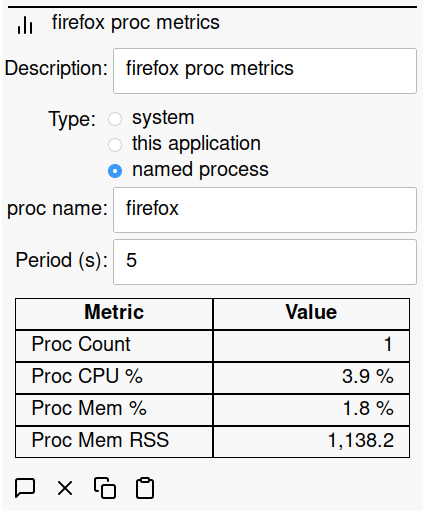 firefox proc metrics
Description: firefox proc metrics
Type: system
this application
named process
proc name: firefox
Period (s): 5
Metric Value
Proc Count 1
Proc CPU % 3.9 %
Proc Mem % 1.8 %
Proc Mem RSS 1,138.2